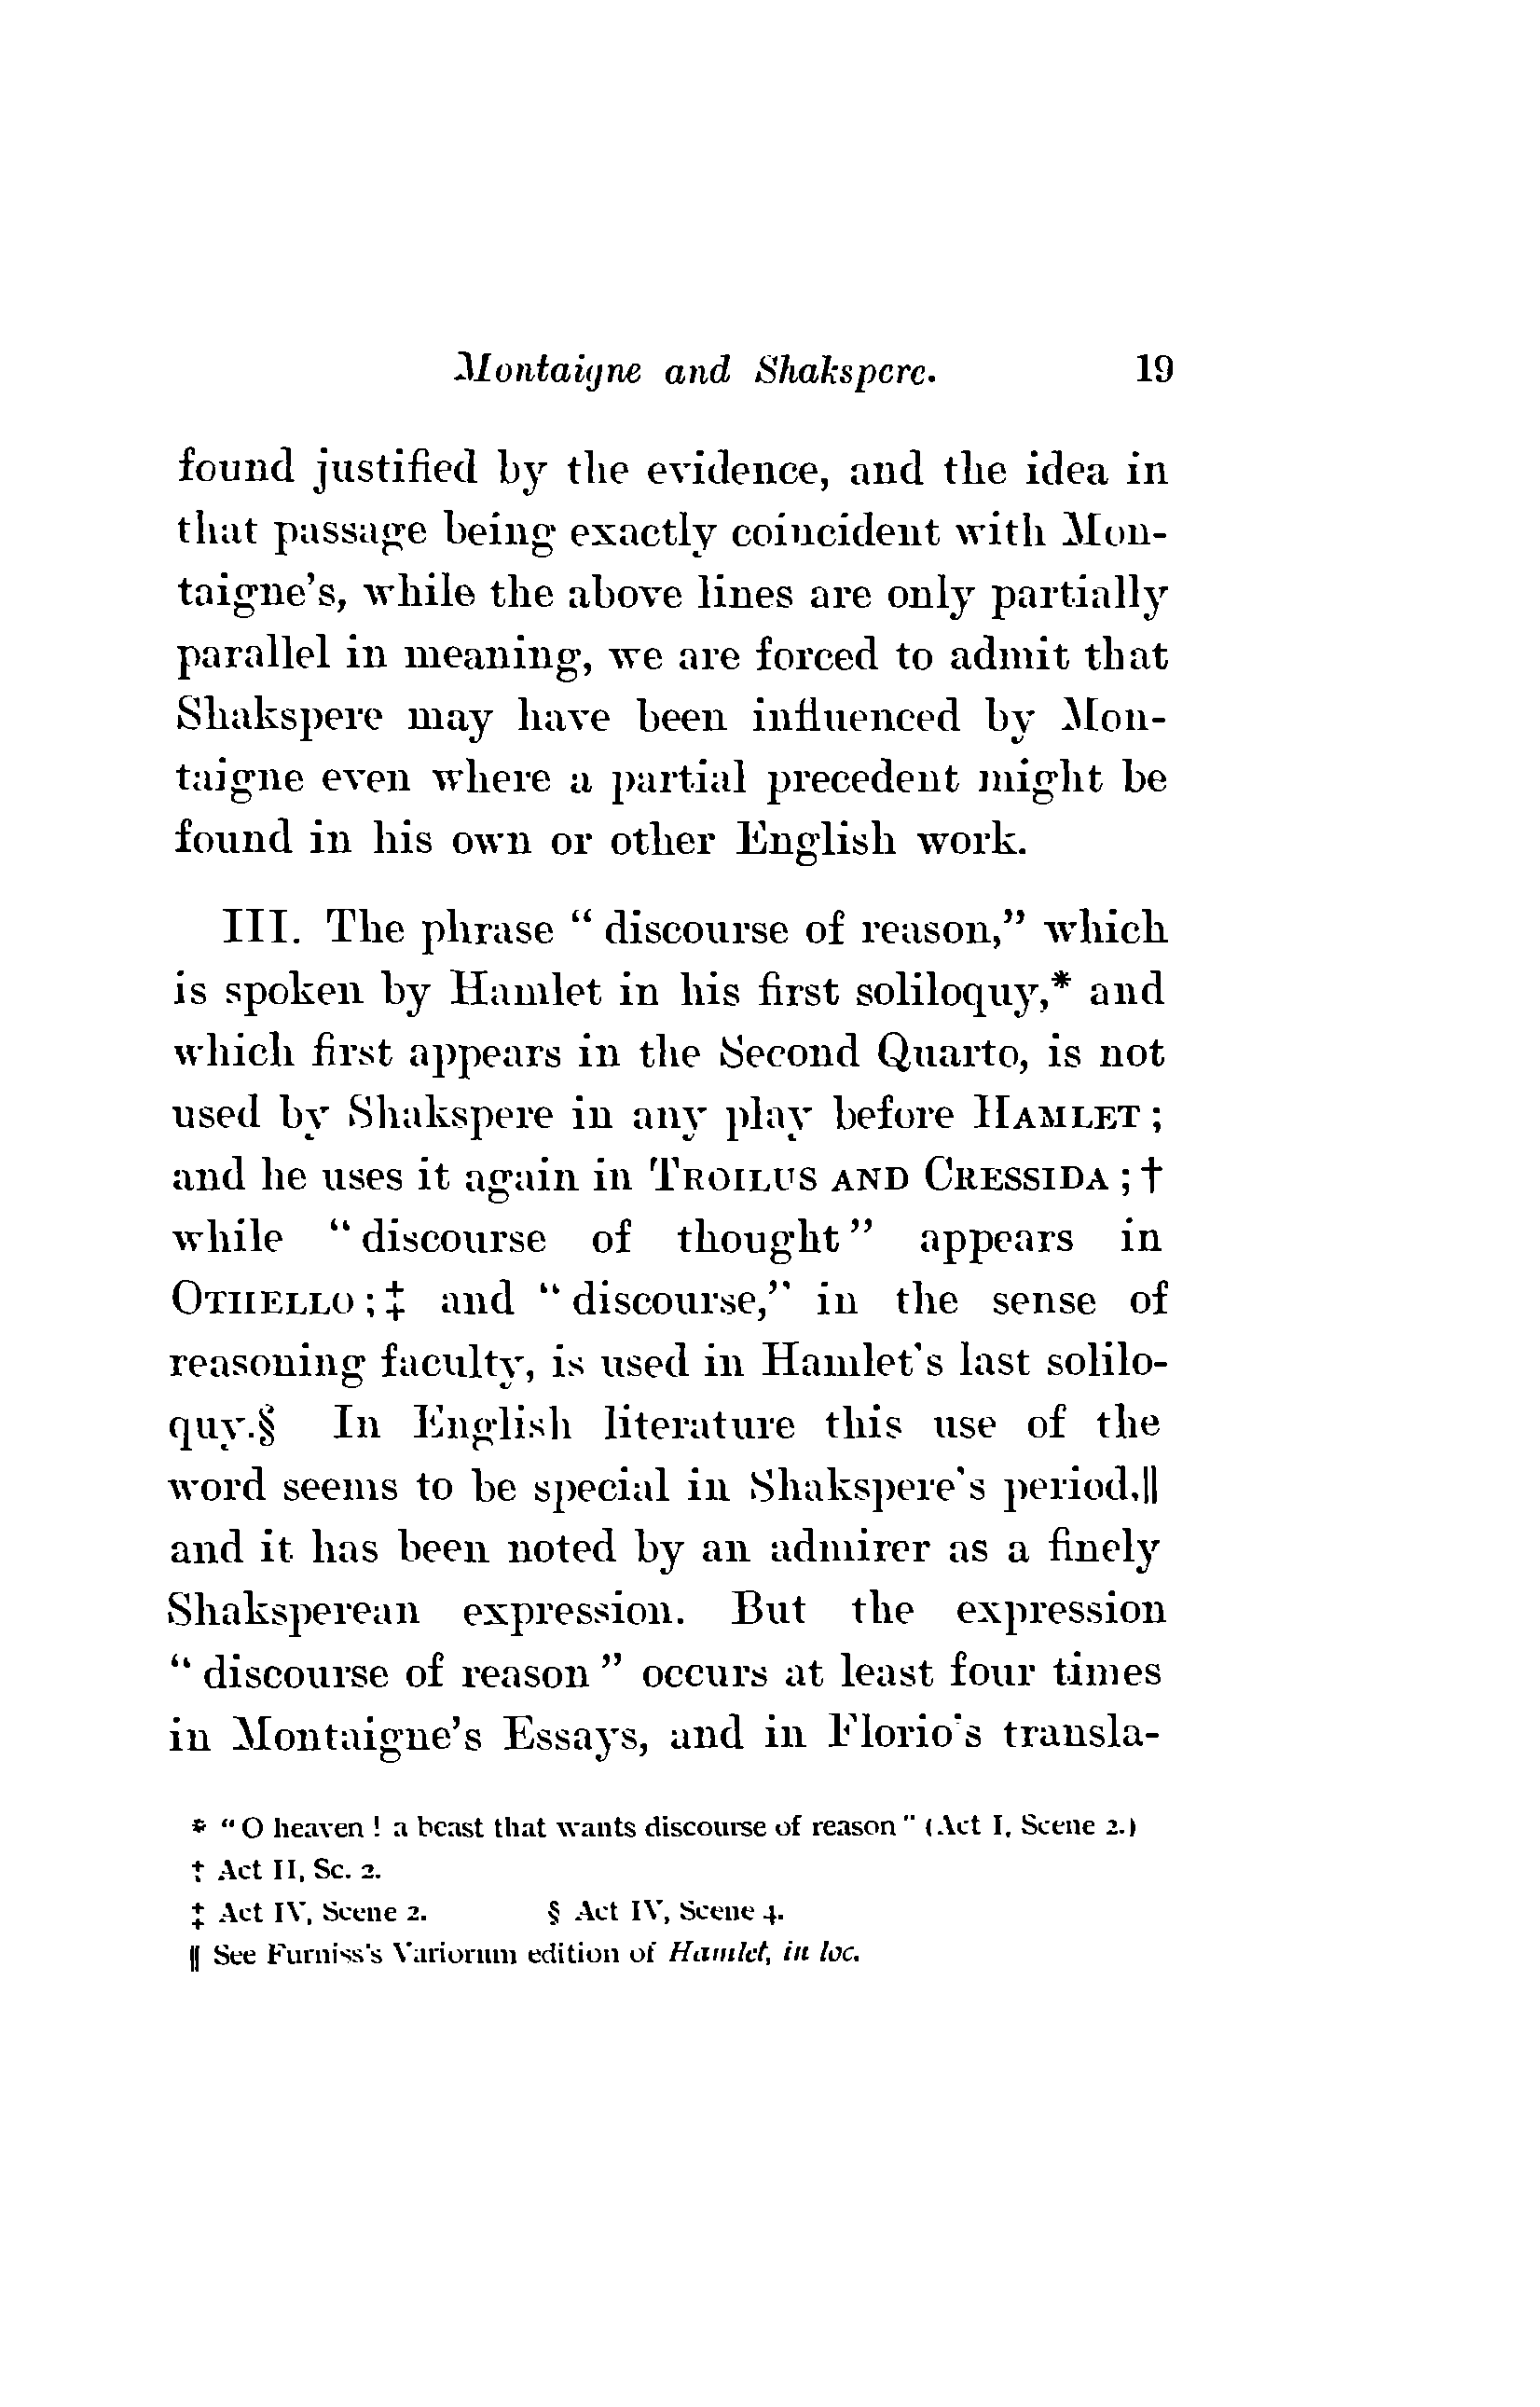 Montaigne and Shakspere. 19
found justified by the evidence, and the idea in
that passage being exactly coincident with Mon-
taigne's, while the above lines are only partially
parallel in meaning, we are forced to admit that
Shakspere may have been influenced by Mon-
taigne even where a partial precedent might be
found in his own or other English work.
III. The phrase “ discourse of reason,” which
is spoken by Hamlet in his first soliloquy,* and
which first appears in the Second Quarto, is not
used by Shakspere in any play before HAMLET ;
and he uses it again in TROILUS AND CRESSIDA ; †
while “ discourse of thought ” appears in
OTHELLO ; ‡ and “ discourse,” in the sense of
reasoning faculty, is used in Hamlet's last solilo-
quy.§ In English literature this use of the
word seems to be special in Shakspere's period,||
and it has been noted by an admirer as a finely
Shaksperean expression. But the expression
“ discourse of reason ” occurs at least four times
in Montaigne's Essays, and in Florio's transla-
* “ O heaven ! a beast that wants discourse of reason ” (Act I, Scene 2.)
† Act II, Sc. 2.
‡ Act IV, Scene 2. § Act IV, Scene 4.
|| See Furniss's Variorum edition of Hamlet, in loc.